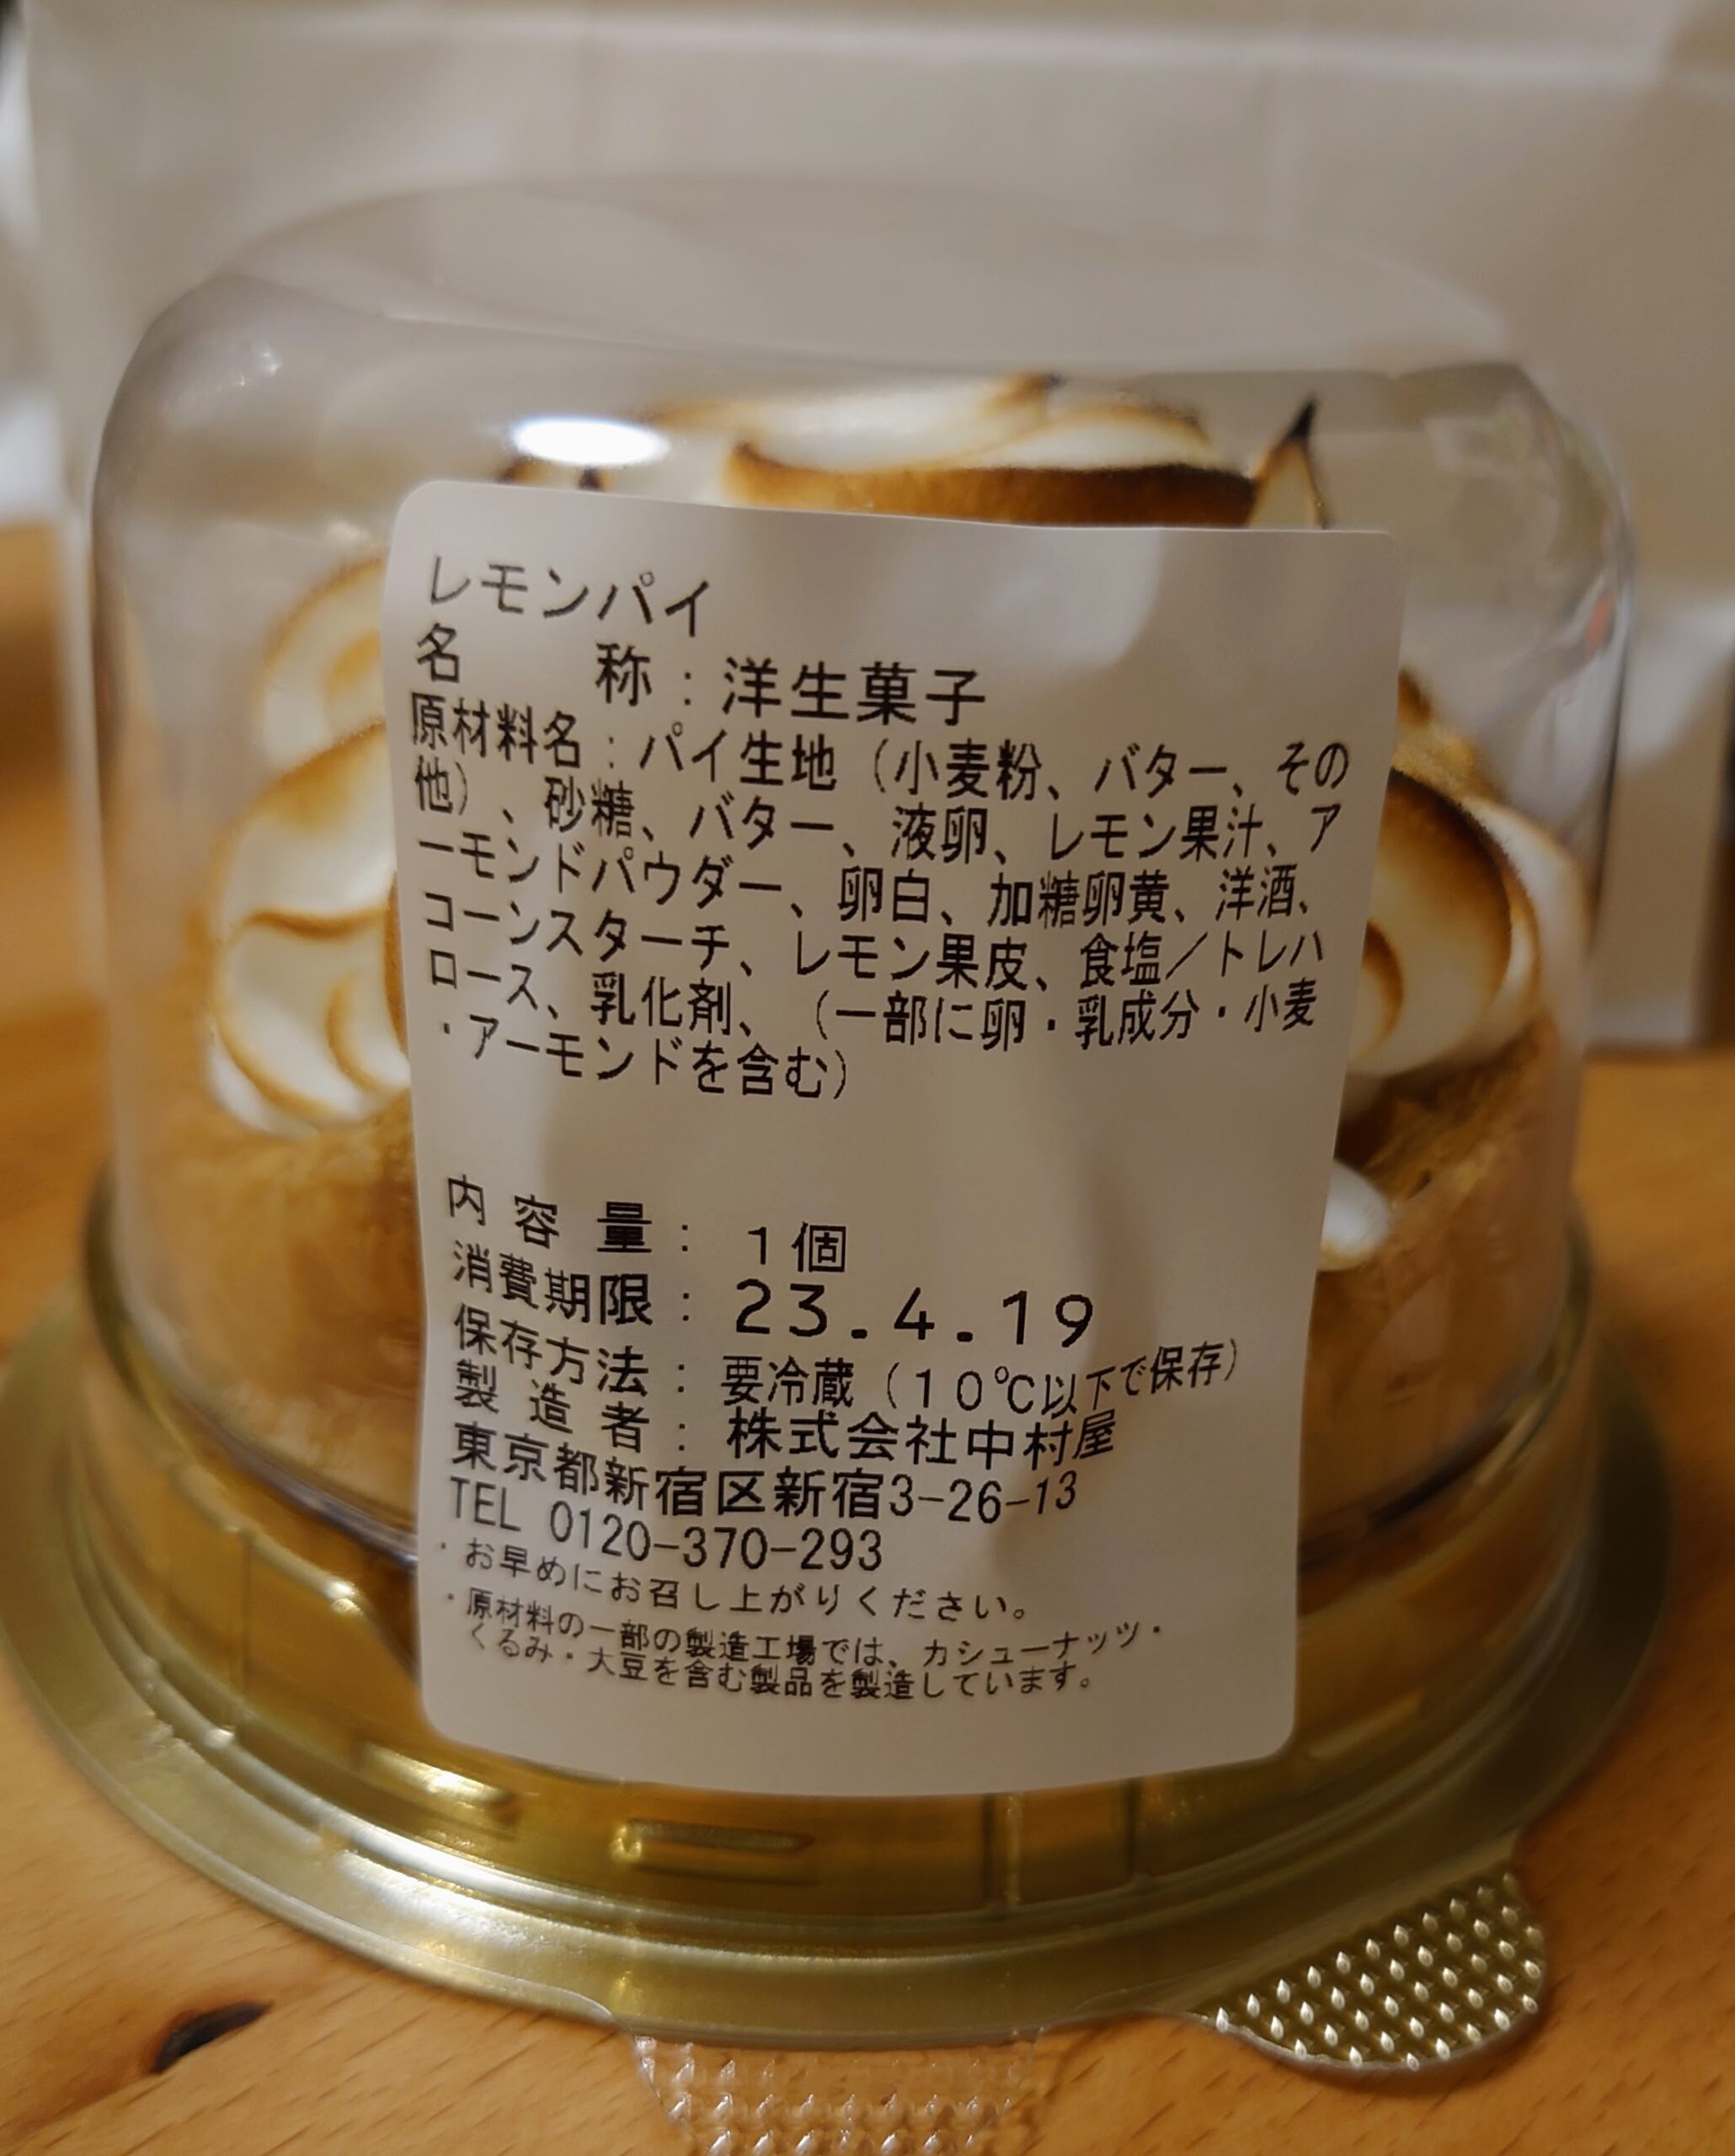 レモンパイ
名　　称：洋生菓子
原材料名：パイ生地（小麦粉、バター、その
他）、砂糖、バター、液卵、レモン果汁、ア
ーモンドパウダー、卵白、加糖卵黄、洋酒、
コーンスターチ、レモン果皮、食塩／トレハ
ロース、乳化剤、（一部に卵・乳成分・小麦
・アーモンドを含む）
内 容 量： 1個
消費期限：23.4.19
保存方法：要冷蔵（10℃以下で保存）
製 造 者：株式会社中村屋
東京都新宿区新宿3-26-13
TEL 0120-370-293
・お早めにお召し上がりください。
・原材料の一部の製造工場では、カシューナッツ・
くるみ・大豆を含む製品を製造しています。